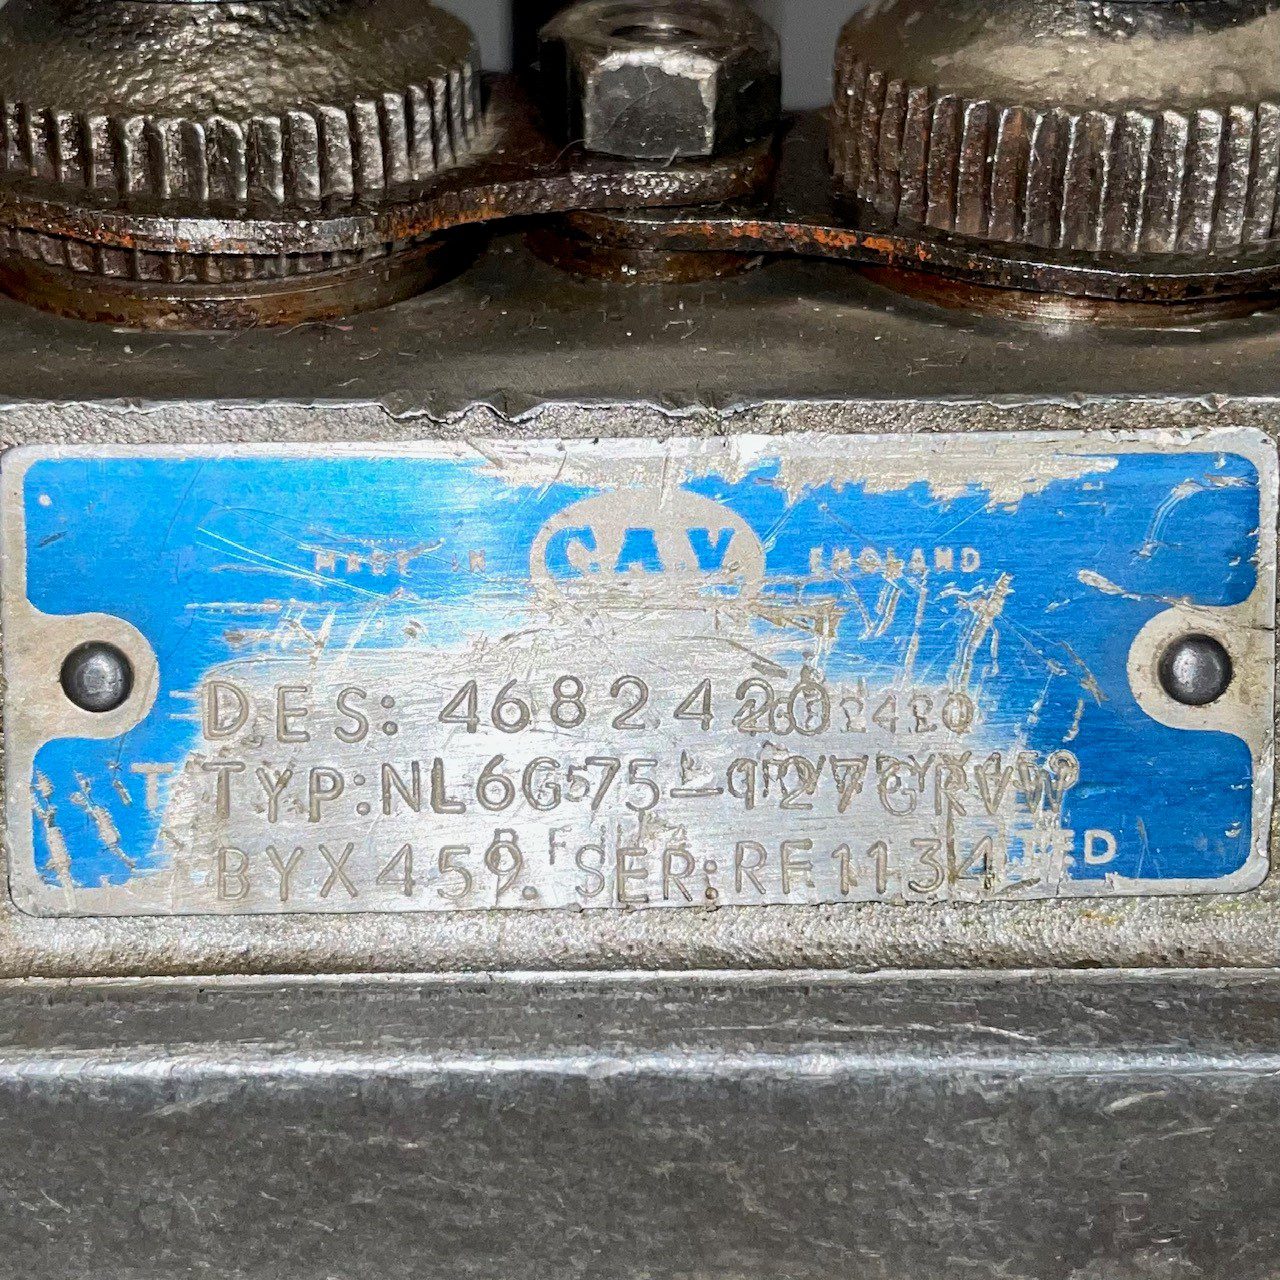 MADE IN C.A.V ENGLAND
DES: 4682420
TYP:NL6G75-
BYX459. SER:RF1134